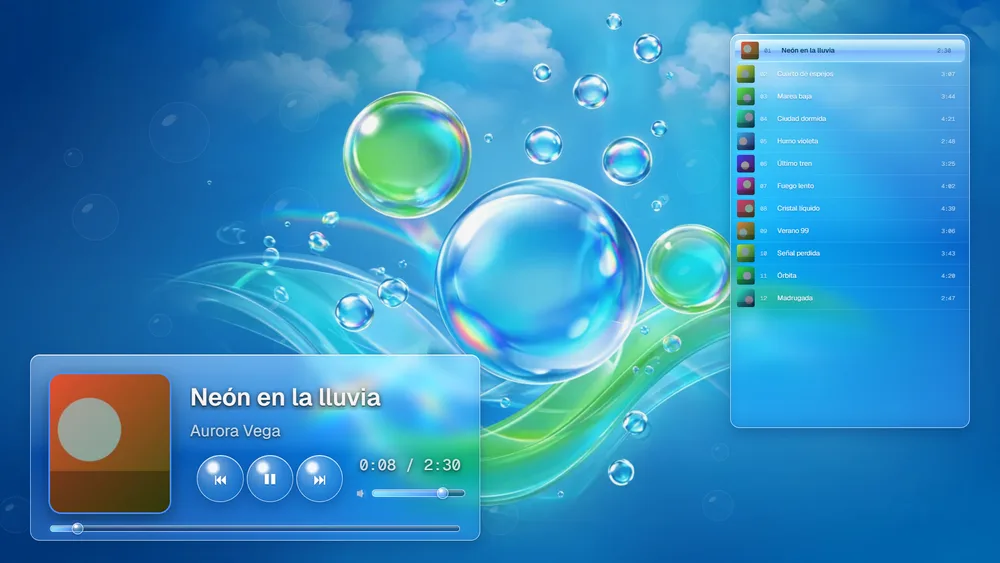 Neón en la lluvia
Aurora Vega
0:08 / 2:30
01 Neón en la lluvia 2:30
02 Cuarto de espejos 3:07
03 Marea baja 3:44
04 Ciudad dormida 4:21
05 Humo violeta 2:48
06 Último tren 3:25
07 Fuego lento 4:02
08 Cristal líquido 4:39
09 Verano 99 3:06
10 Señal perdida 3:43
11 Órbita 4:20
12 Madrugada 2:47